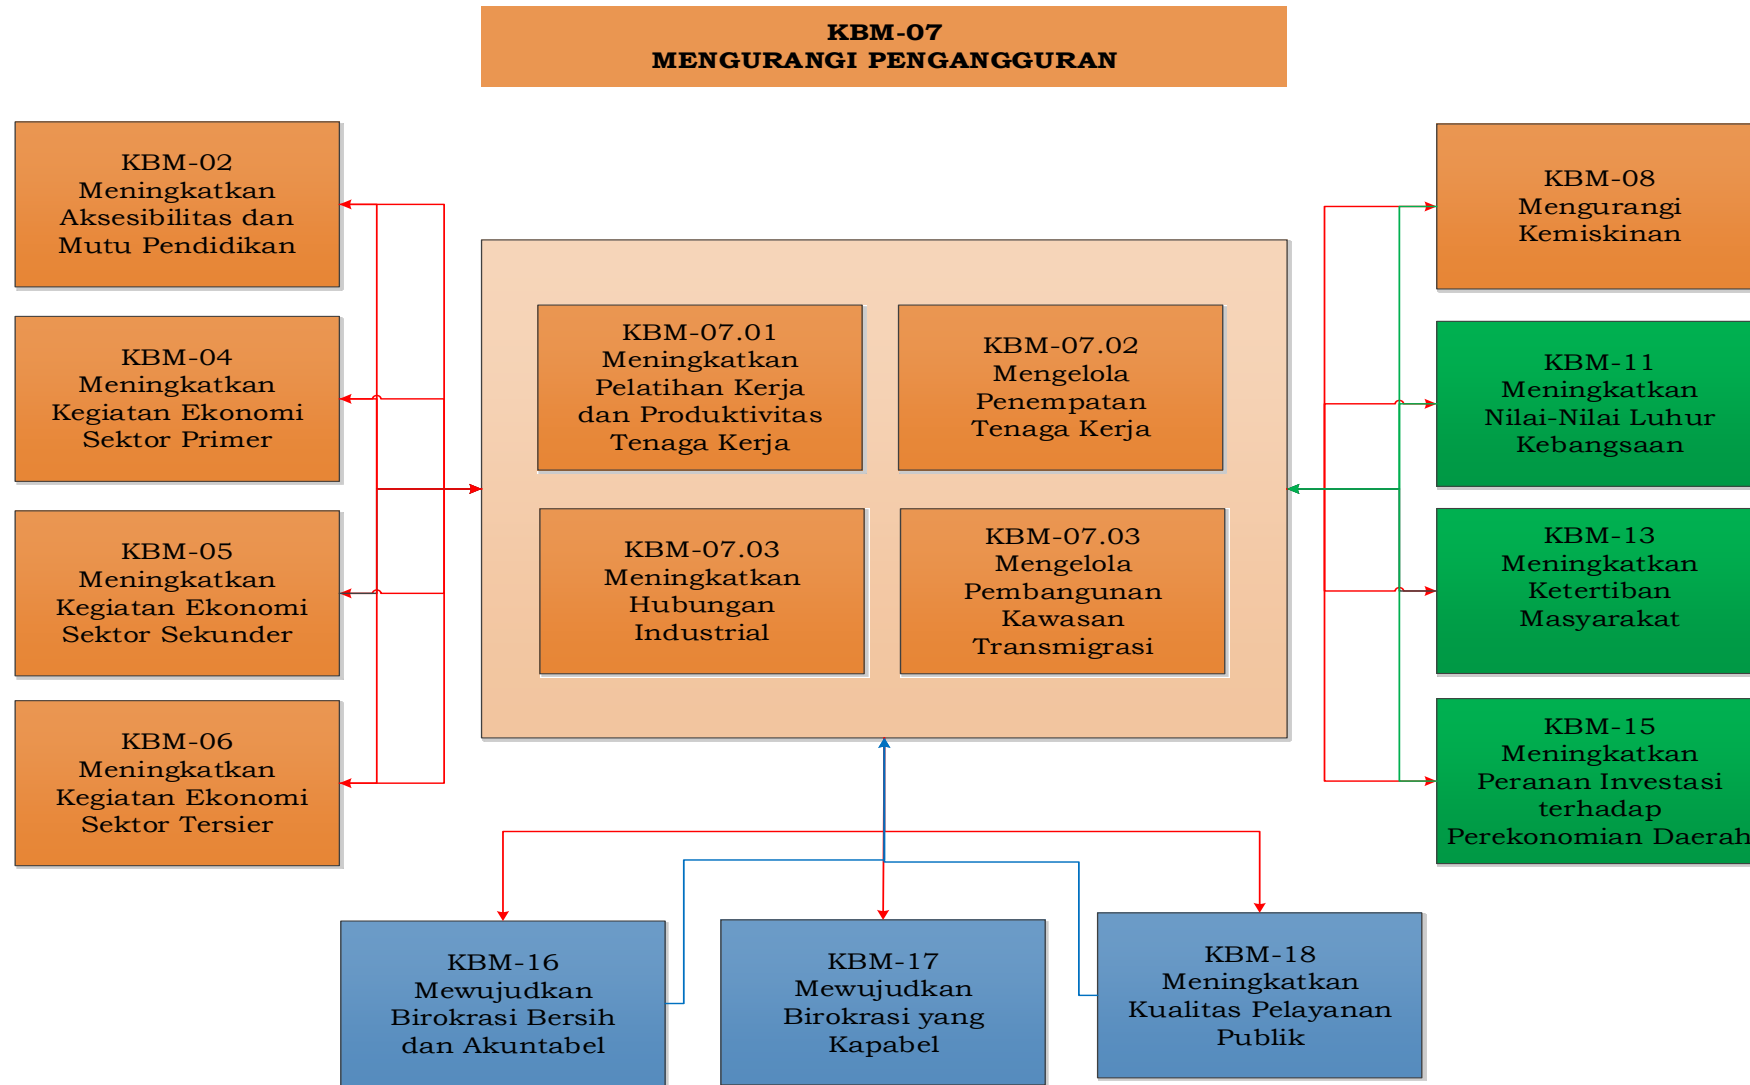 KBM-07
MENGURANGI PENGANGGURAN
KBM-02
Meningkatkan
Aksesibilitas dan
Mutu Pendidikan
KBM-04
Meningkatkan
Kegiatan Ekonomi
Sektor Primer
KBM-05
Meningkatkan
Kegiatan Ekonomi
Sektor Sekunder
KBM-06
Meningkatkan
Kegiatan Ekonomi
Sektor Tersier
KBM-07.01
Meningkatkan
Pelatihan Kerja
dan Produktivitas
Tenaga Kerja
KBM-07.02
Mengelola
Penempatan
Tenaga Kerja
KBM-07.03
Meningkatkan
Hubungan
Industrial
KBM-07.03
Mengelola
Pembangunan
Kawasan
Transmigrasi
KBM-08
Mengurangi
Kemiskinan
KBM-11
Meningkatkan
Nilai-Nilai Luhur
Kebangsaan
KBM-13
Meningkatkan
Ketertiban
Masyarakat
KBM-15
Meningkatkan
Peranan Investasi
terhadap
Perekonomian Daerah
KBM-16
Mewujudkan
Birokrasi Bersih
dan Akuntabel
KBM-17
Mewujudkan
Birokrasi yang
Kapabel
KBM-18
Meningkatkan
Kualitas Pelayanan
Publik